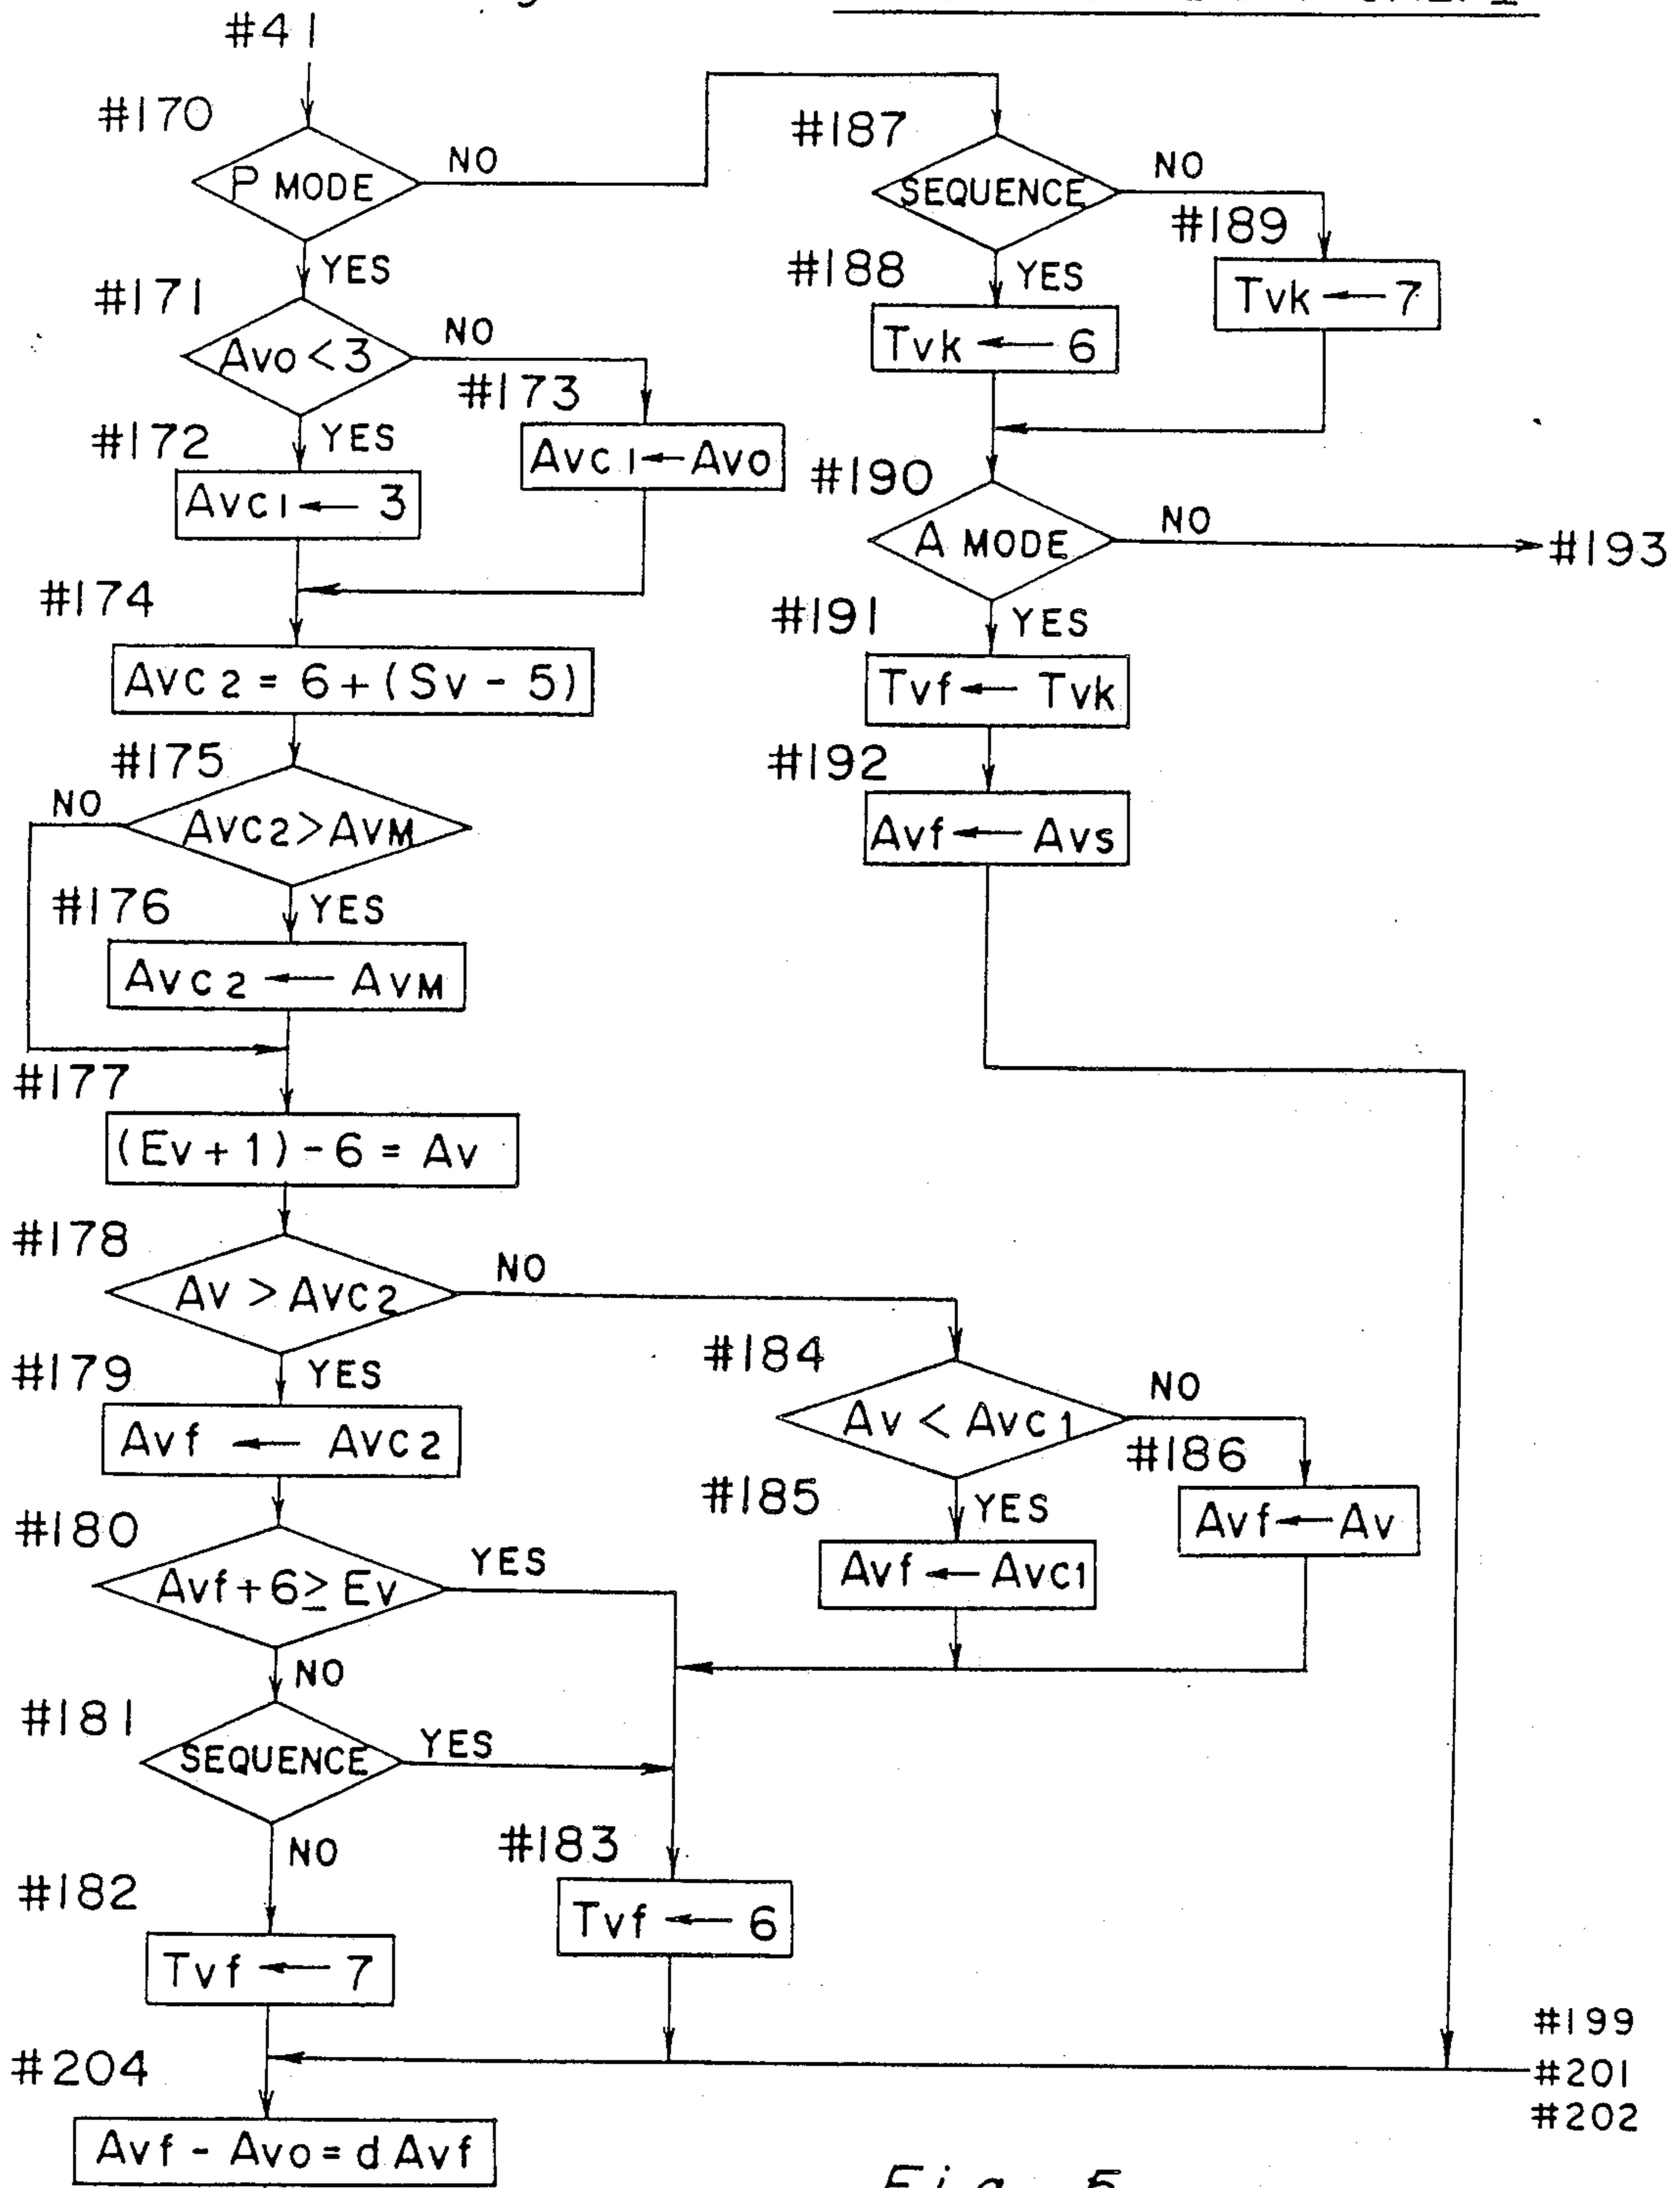 #41
#170
P MODE
NO
YES
#171
Avo < 3
NO
#173
YES
#172
Avc1 ← 3
Avc1 ← Avo
#174
Avc2 = 6 + (Sv - 5)
#175
NO
Avc2 > AvM
#176
YES
Avc2 ← AvM
#177
(Ev + 1) - 6 = Av
#178
Av > Avc2
NO
#179
YES
Avf ← Avc2
#180
Avf + 6 ≥ Ev
YES
NO
#181
SEQUENCE
YES
NO
#182
Tvf ← 7
#183
Tvf ← 6
#184
Av < Avc1
NO
#186
#185
YES
Avf ← Avc1
Avf ← Av
#187
SEQUENCE
NO
#189
#188
YES
Tvk ← 6
Tvk ← 7
#190
A MODE
NO
#193
#191
YES
Tvf ← Tvk
#192
Avf ← Avs
#199
#201
#202
#204
Avf - Avo = d Avf
Fig. 5